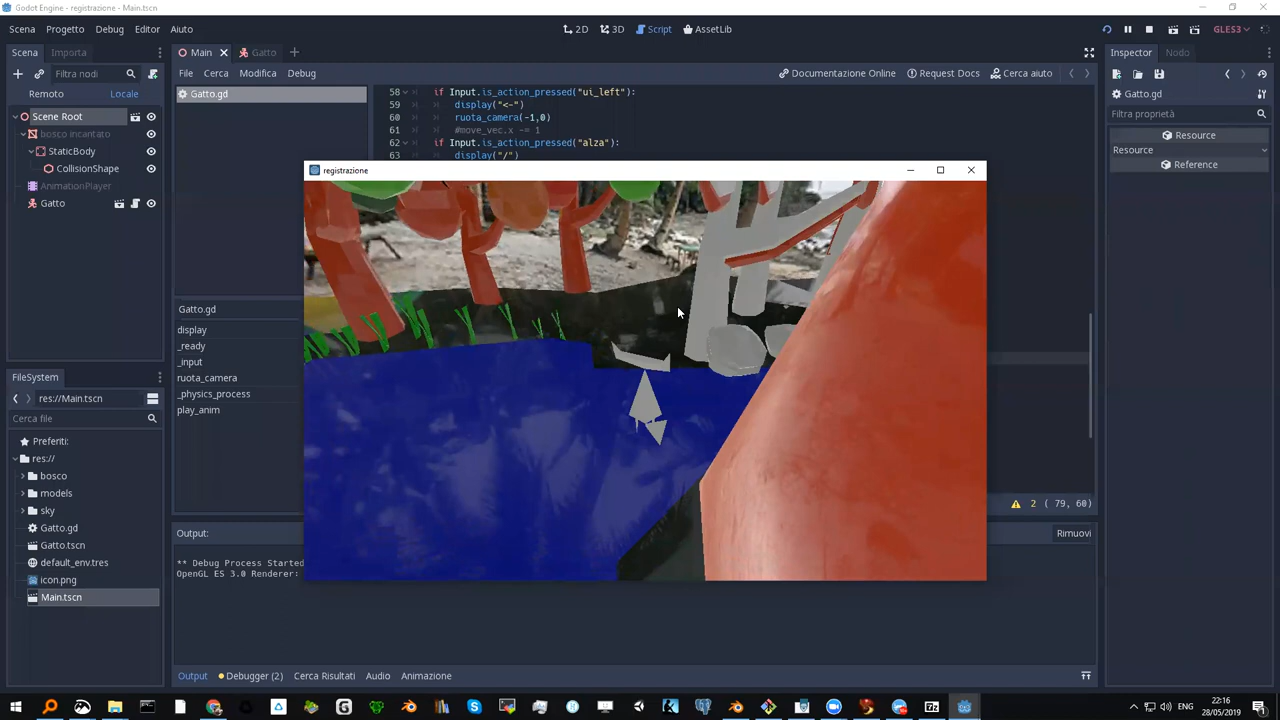 Godot Engine - registrazione - Main.tscn
Scena Progetto Debug Editor Aiuto
2D 3D Script AssetLib
GLES3
Scena Importa
Filtra nodi
Remoto Locale
Scene Root
bosco incantato
StaticBody
CollisionShape
AnimationPlayer
Gatto
Main Gatto
File Cerca Modifica Debug
Documentazione Online Request Docs Cerca aiuto
Gatto.gd
58 if Input.is_action_pressed("ui_left"):
59 display("<-")
60 ruota_camera(-1,0)
61 #move_vec.x -= 1
62 if Input.is_action_pressed("alza"):
63 display("/")
Gatto.gd
display
_ready
_input
ruota_camera
_physics_process
play_anim
registrazione
2 ( 79, 60)
Inspector Nodo
Gatto.gd
Filtra proprietà
Resource
Resource
Reference
FileSystem
res://Main.tscn
Cerca file
Preferiti:
res://
bosco
models
sky
Gatto.gd
Gatto.tscn
default_env.tres
icon.png
Main.tscn
Output: Rimuovi
** Debug Process Started
OpenGL ES 3.0 Renderer:
Output Debugger (2) Cerca Risultati Audio Animazione
ENG
22:16
28/05/2019